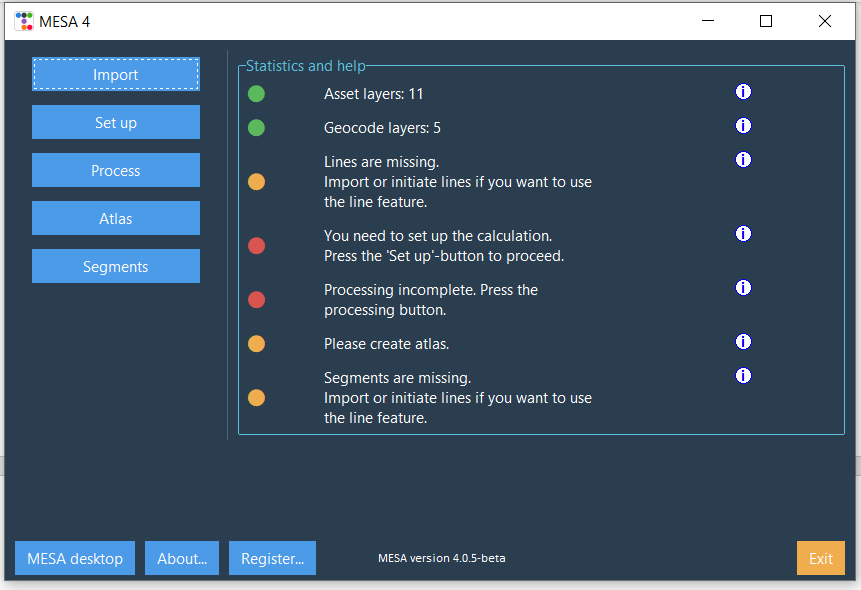 MESA 4
Import
Set up
Process
Atlas
Segments
Statistics and help
Asset layers: 11
Geocode layers: 5
Lines are missing.
Import or initiate lines if you want to use
the line feature.
You need to set up the calculation.
Press the 'Set up'-button to proceed.
Processing incomplete. Press the
processing button.
Please create atlas.
Segments are missing.
Import or initiate lines if you want to use
the line feature.
MESA desktop
About...
Register...
MESA version 4.0.5-beta
Exit